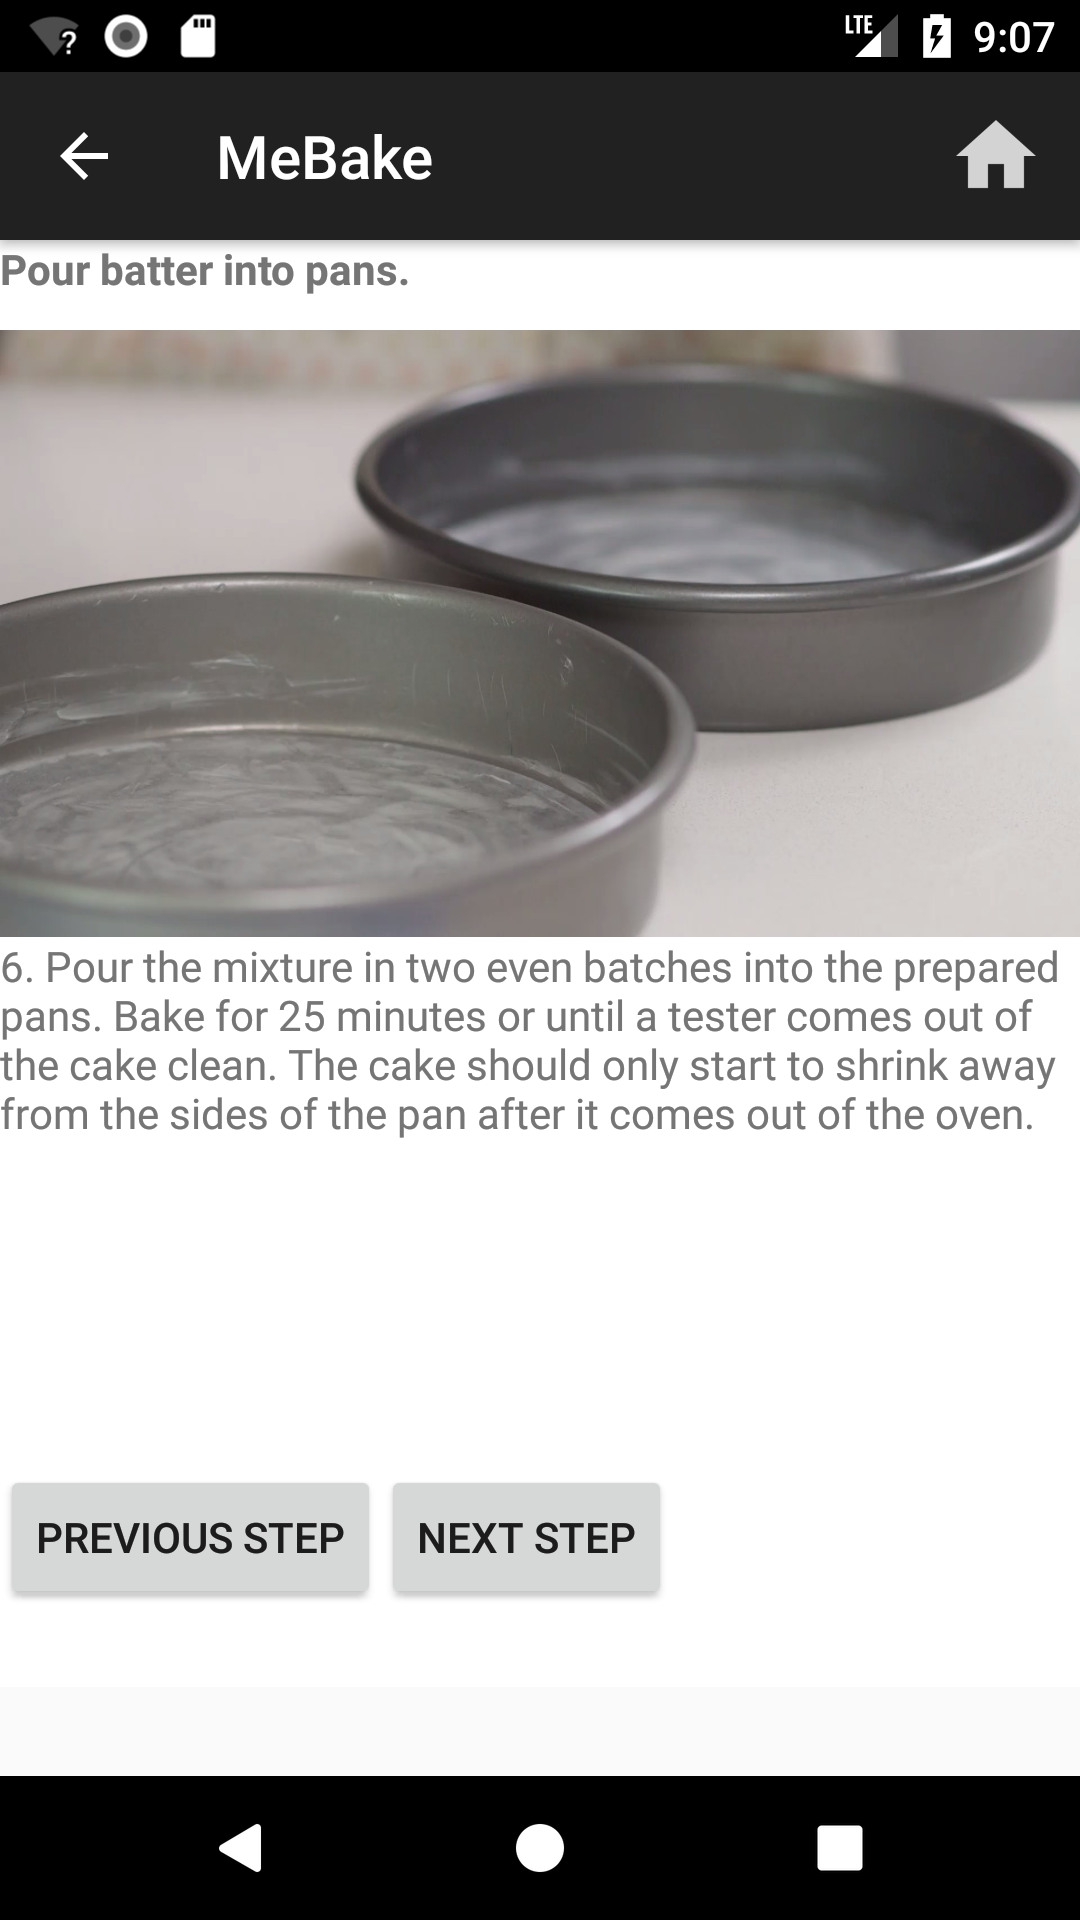 LTE 9:07
MeBake
Pour batter into pans.
6. Pour the mixture in two even batches into the prepared
pans. Bake for 25 minutes or until a tester comes out of
the cake clean. The cake should only start to shrink away
from the sides of the pan after it comes out of the oven.
PREVIOUS STEP NEXT STEP